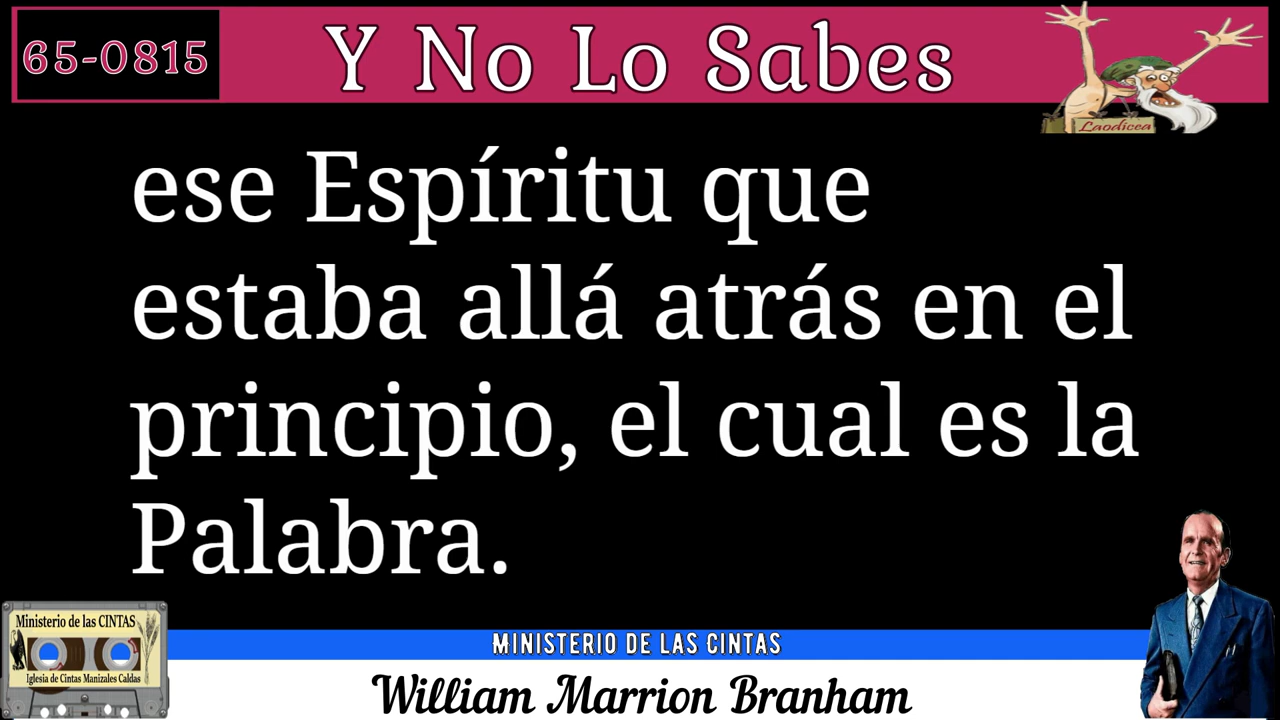 65-0815
Y No Lo Sabes
Laodicea
ese Espíritu que
estaba allá atrás en el
principio, el cual es la
Palabra.
Ministerio de las CINTAS
Iglesia de Cintas Manizales Caldas
MINISTERIO DE LAS CINTAS
William Marrion Branham